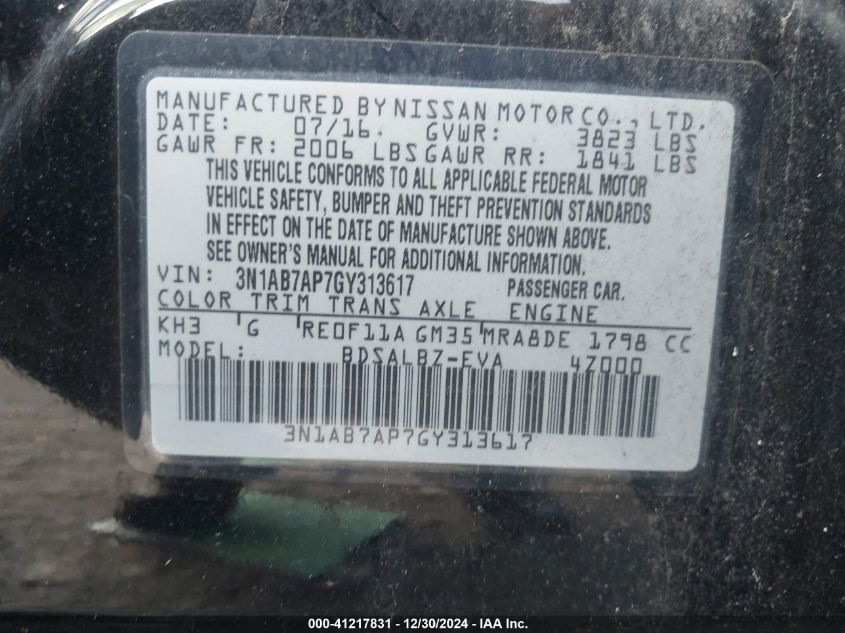 MANUFACTURED BY NISSAN MOTOR CO., LTD.
DATE: 07/16. GVWR: 3823 LBS
GAWR FR: 2006 LBS GAWR RR: 1841 LBS
THIS VEHICLE CONFORMS TO ALL APPLICABLE FEDERAL MOTOR
VEHICLE SAFETY, BUMPER AND THEFT PREVENTION STANDARDS
IN EFFECT ON THE DATE OF MANUFACTURE SHOWN ABOVE.
SEE OWNER'S MANUAL FOR ADDITIONAL INFORMATION.
VIN: 3N1AB7AP7GY313617 PASSENGER CAR.
COLOR TRIM TRANS AXLE ENGINE
KH3 G RE0F11A GM35 MRA8DE 1798 CC
MODEL: BDSALBZ-EVA 4Z000
3N1AB7AP7GY313617
000-41217831 - 12/30/2024 - IAA Inc.